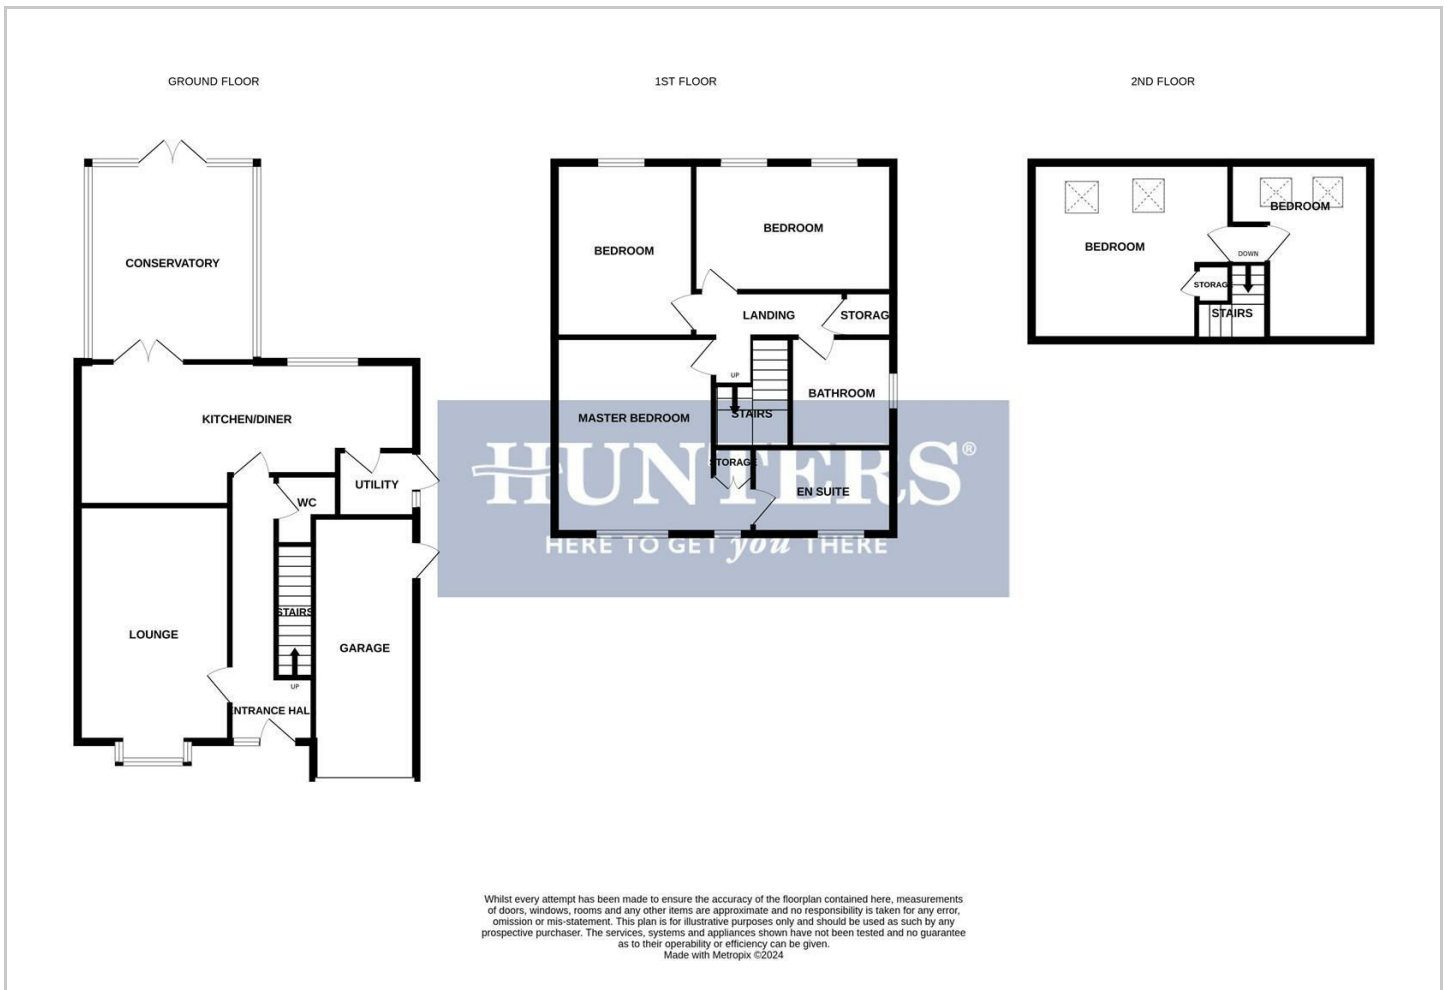 GROUND FLOOR
1ST FLOOR
2ND FLOOR
CONSERVATORY
KITCHEN/DINER
UTILITY
WC
LOUNGE
STAIRS
GARAGE
UP
ENTRANCE HAL
BEDROOM
BEDROOM
LANDING
STORAG
UP
BATHROOM
MASTER BEDROOM
STAIRS
STORAGE
EN SUITE
BEDROOM
BEDROOM
DOWN
STORAG
STAIRS
HUNTERS®
HERE TO GET you THERE
Whilst every attempt has been made to ensure the accuracy of the floorplan contained here, measurements
of doors, windows, rooms and any other items are approximate and no responsibility is taken for any error,
omission or mis-statement. This plan is for illustrative purposes only and should be used as such by any
prospective purchaser. The services, systems and appliances shown have not been tested and no guarantee
as to their operability or efficiency can be given.
Made with Metropix ©2024